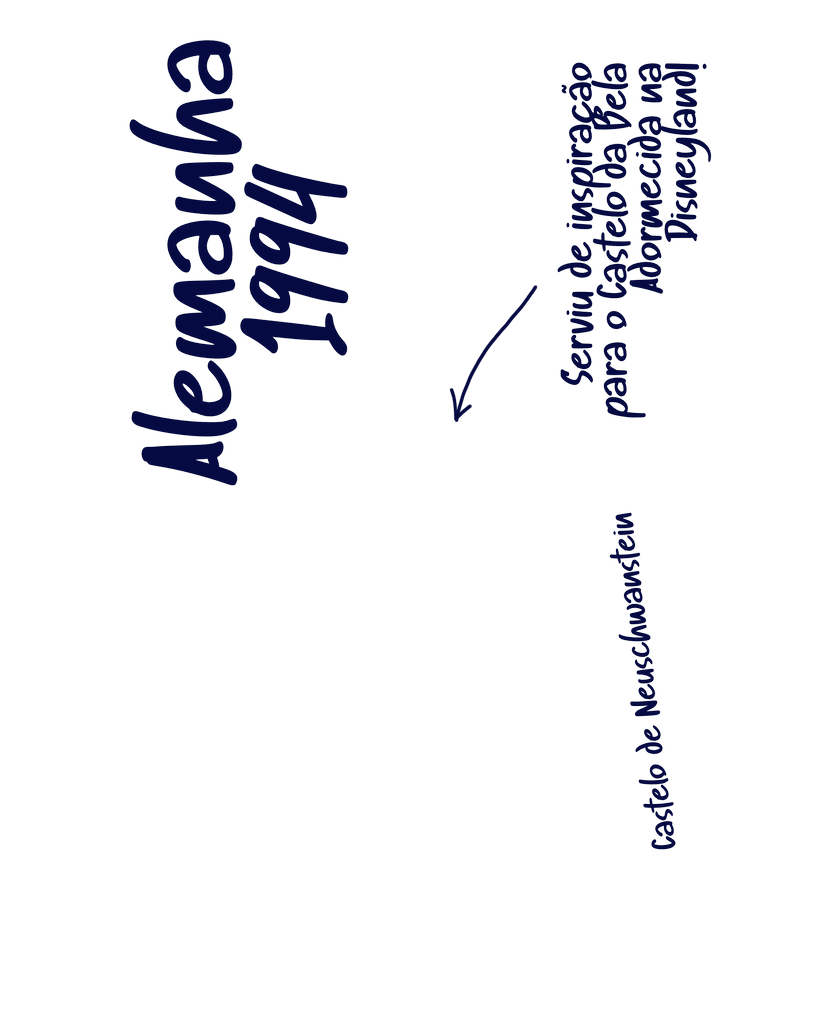 Alemanha
1994
Serviu de inspiração
para o Castelo da Bela
Adormecida na
Disneyland!
Castelo de Neuschwanstein